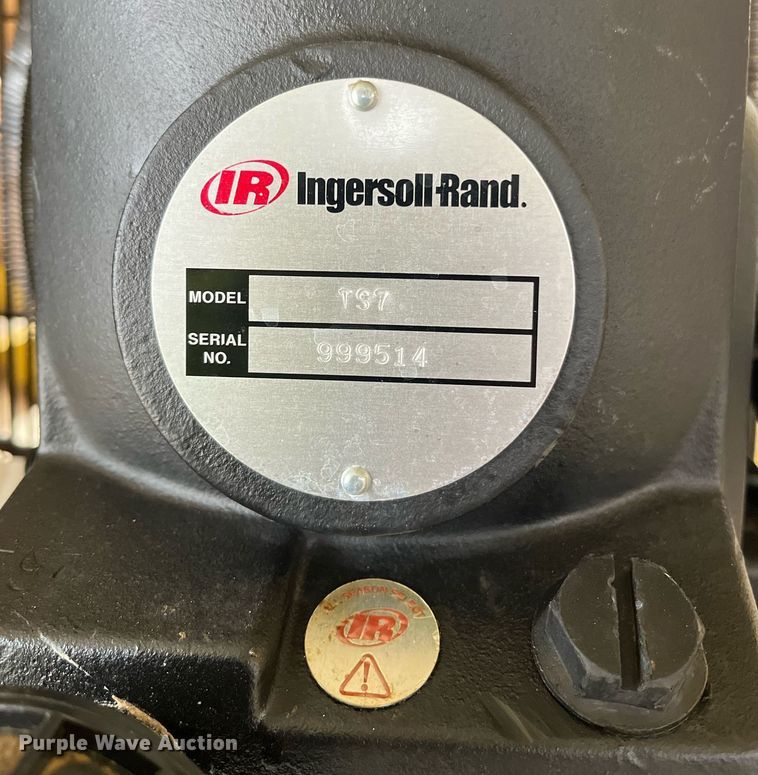 IR Ingersoll-Rand.
MODEL TS7
SERIAL NO. 999514
IR
Purple Wave Auction